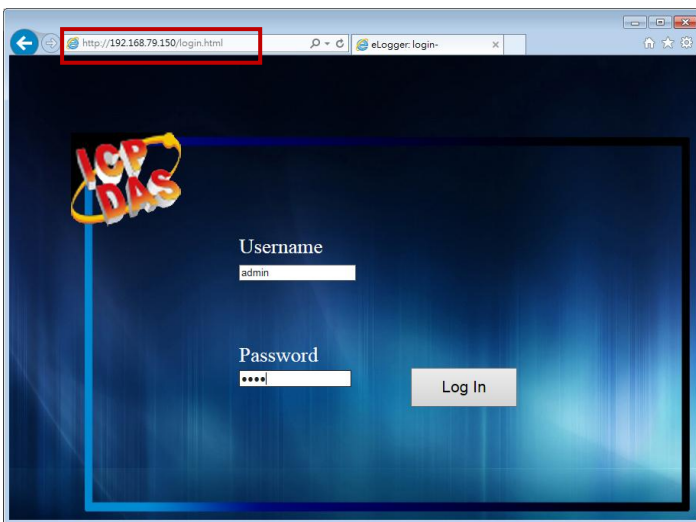 http://192.168.79.150/login.html
eLogger: login-
ICP
DAS
Username
admin
Password
Log In